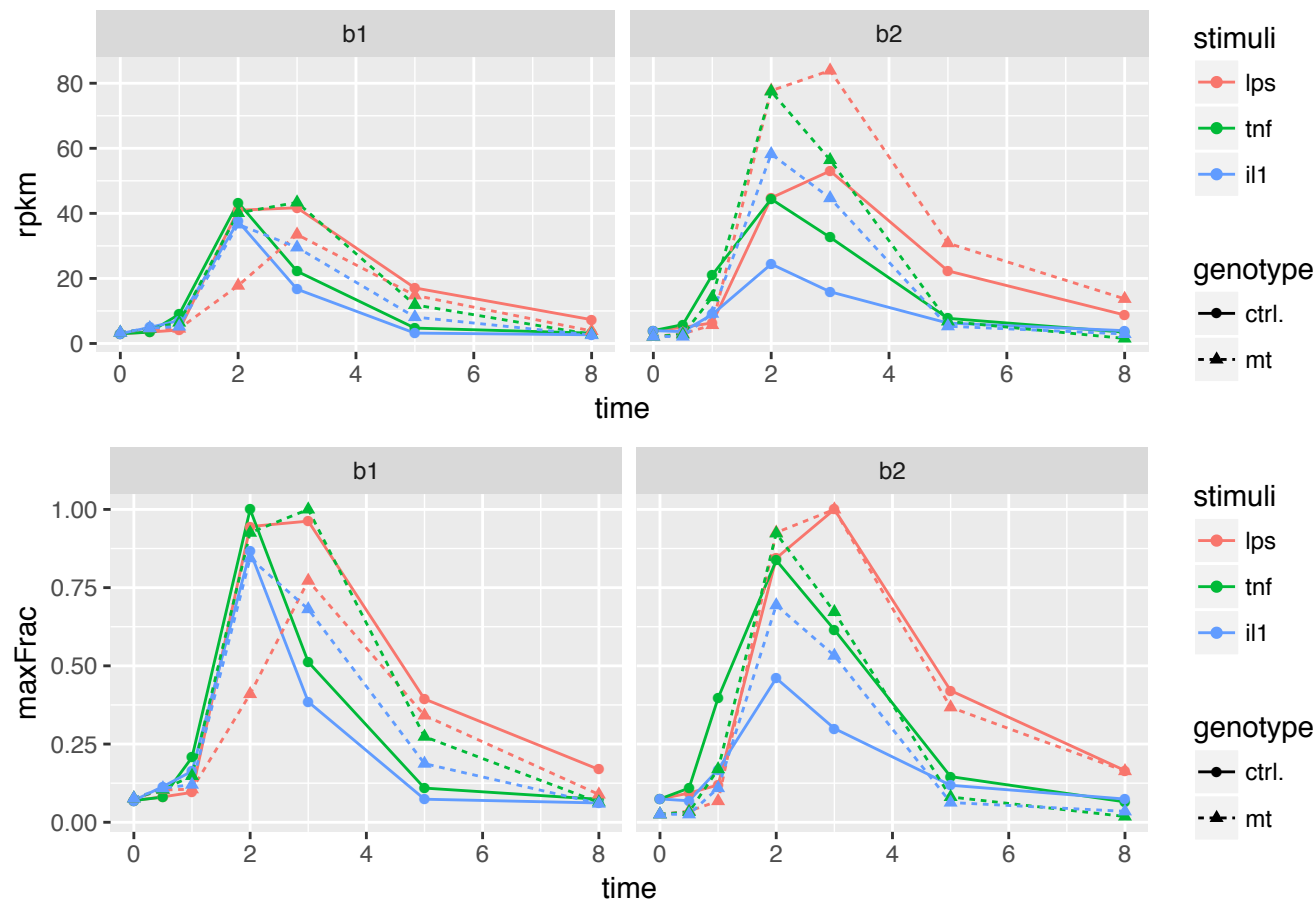 b1 b2
stimuli
lps
tnf
il1
genotype
ctrl.
mt
rpkm
80
60
40
20
0
0 2 4 6 8 0 2 4 6 8
time
b1 b2
stimuli
lps
tnf
il1
genotype
ctrl.
mt
maxFrac
1.00
0.75
0.50
0.25
0.00
0 2 4 6 8 0 2 4 6 8
time